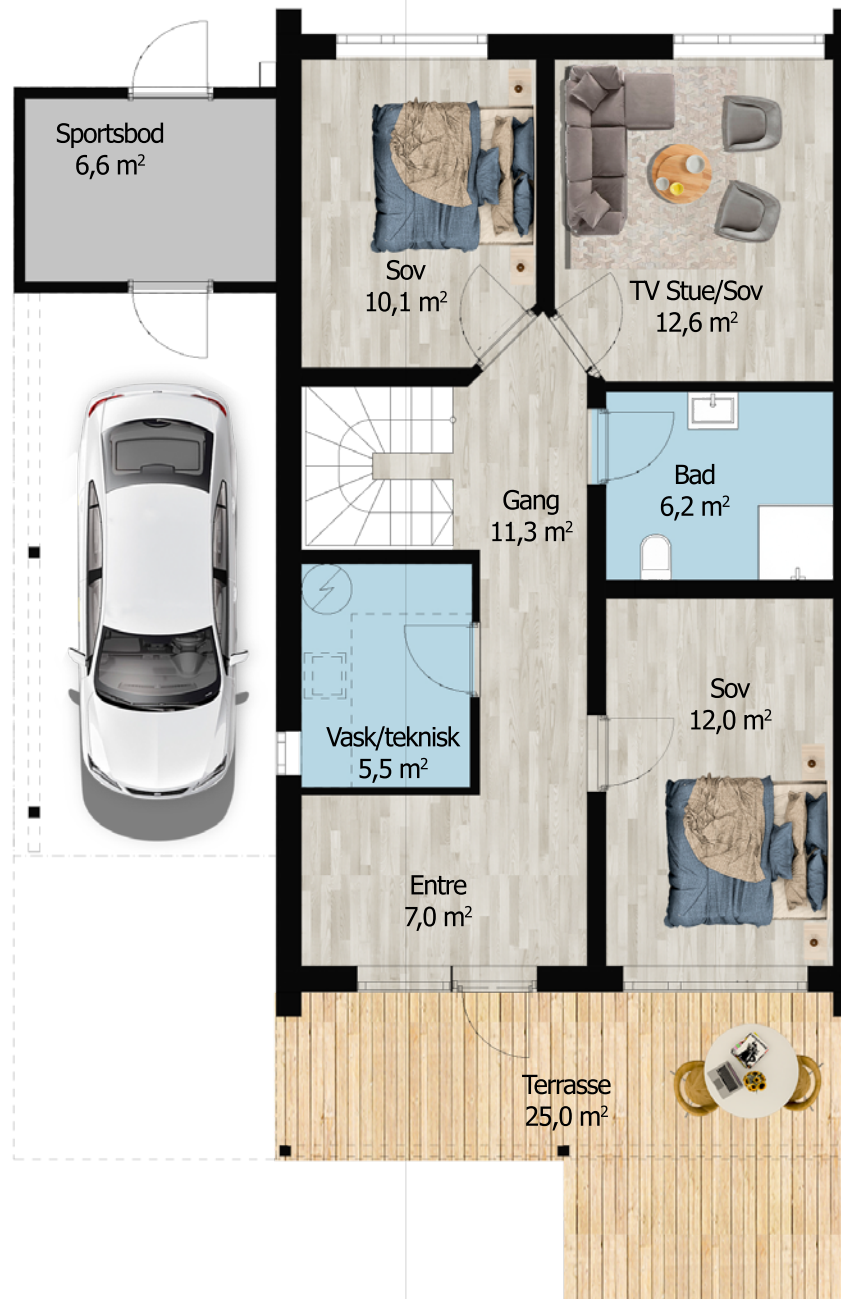 Sportsbod
6,6 m²
Sov
10,1 m²
TV Stue/Sov
12,6 m²
Bad
6,2 m²
Gang
11,3 m²
Sov
12,0 m²
Vask/teknisk
5,5 m²
Entre
7,0 m²
Terrasse
25,0 m²